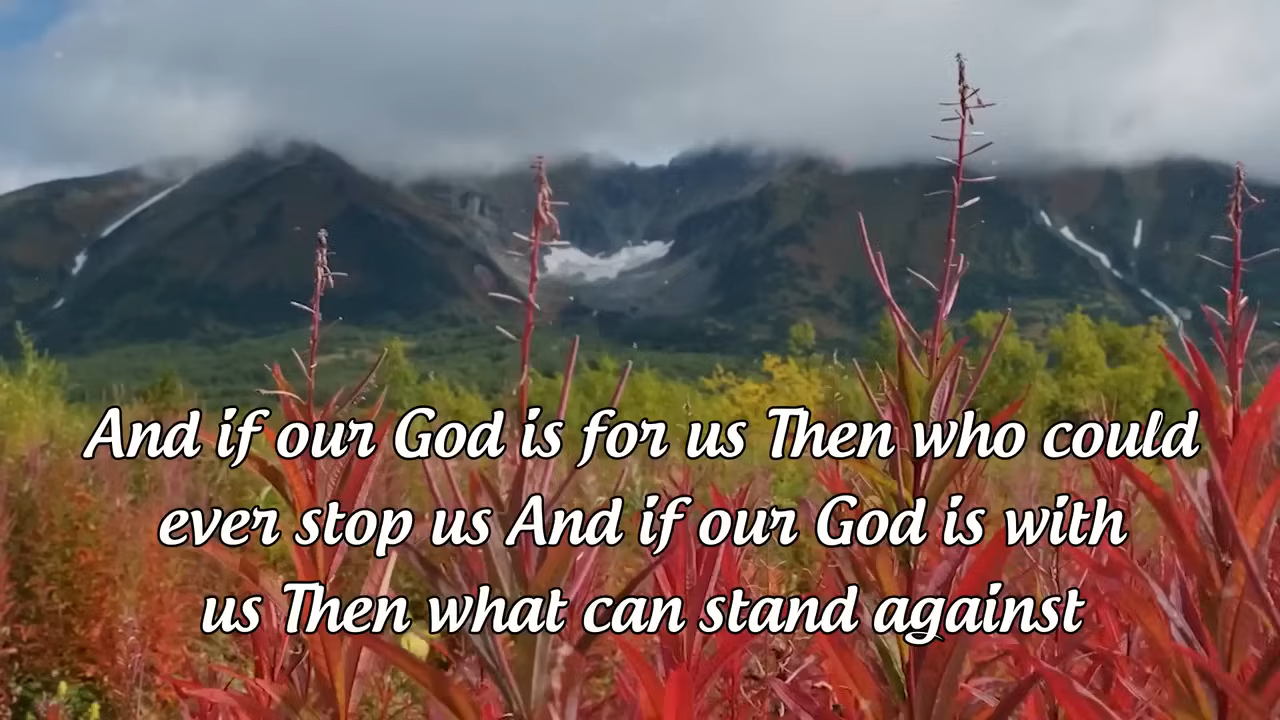 And if our God is for us Then who could
ever stop us And if our God is with
us Then what can stand against